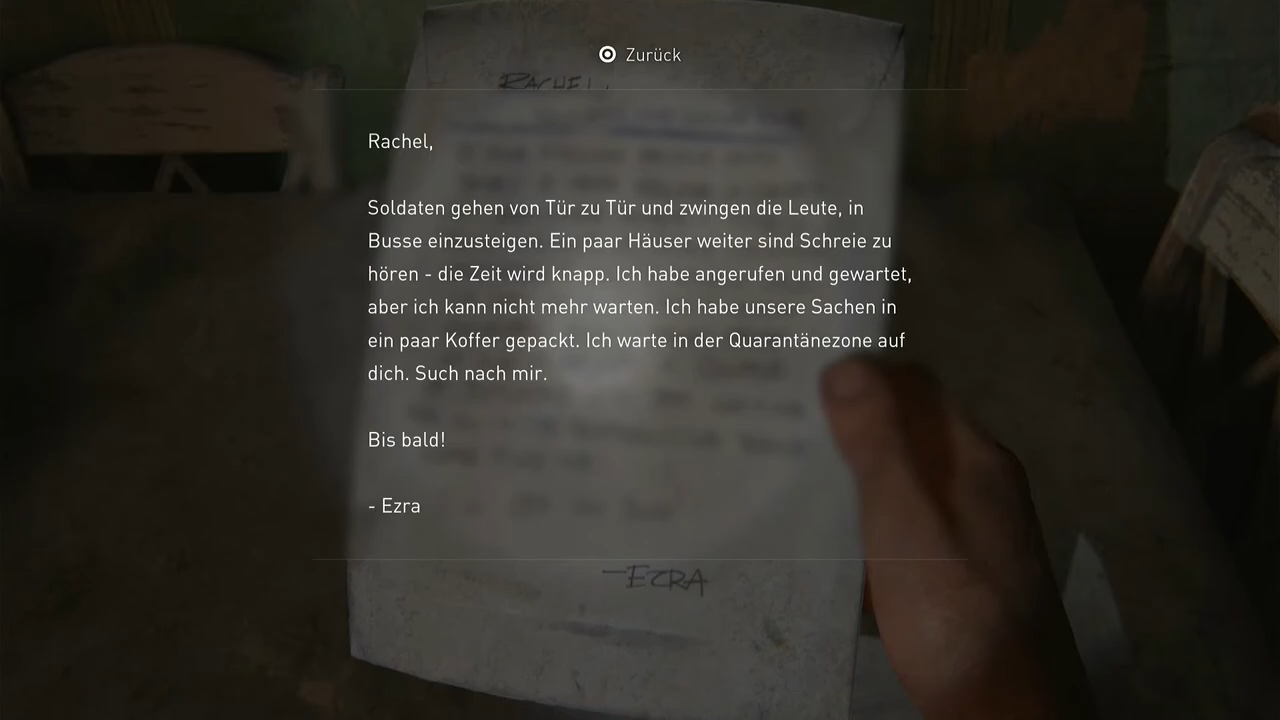 Zurück
RACHEL,
Rachel,
Soldaten gehen von Tür zu Tür und zwingen die Leute, in
Busse einzusteigen. Ein paar Häuser weiter sind Schreie zu
hören - die Zeit wird knapp. Ich habe angerufen und gewartet,
aber ich kann nicht mehr warten. Ich habe unsere Sachen in
ein paar Koffer gepackt. Ich warte in der Quarantänezone auf
dich. Such nach mir.
Bis bald!
- Ezra
—EZRA